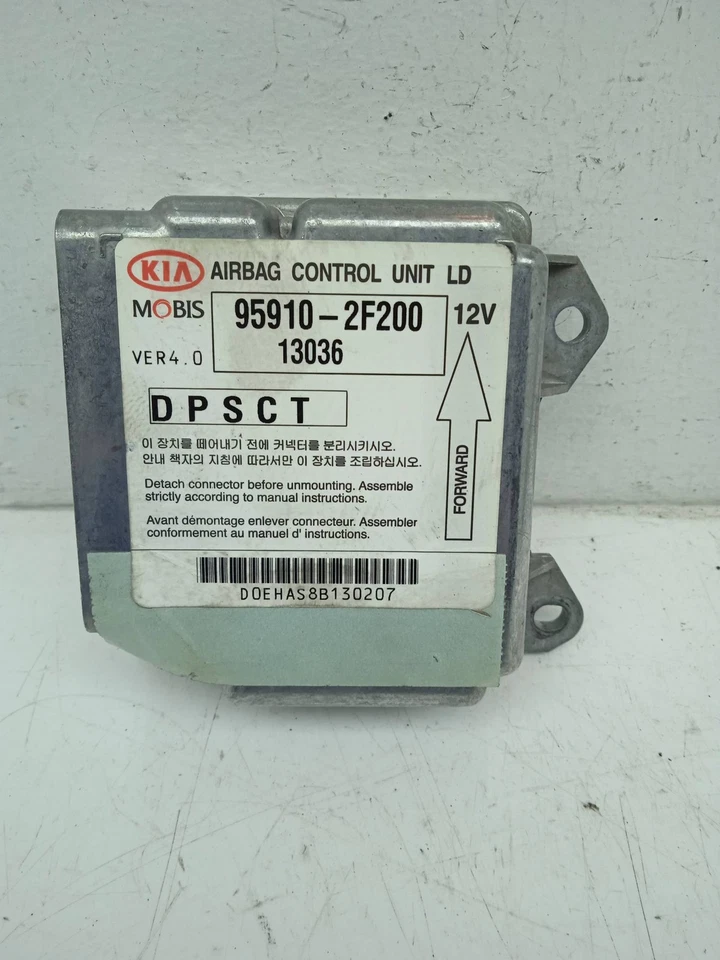 KIA AIRBAG CONTROL UNIT LD
MOBIS 95910-2F200 12V
VER4.0 13036
DPSCT
이 장치를 떼어내기 전에 커넥터를 분리시키시오.
안내 책자의 지침에 따라서만 이 장치를 조립하십시오.
Detach connector before unmounting. Assemble
strictly according to manual instructions.
Avant démontage enlever connecteur. Assembler
conformement au manuel d' instructions.
FORWARD
D0EHAS8B130207